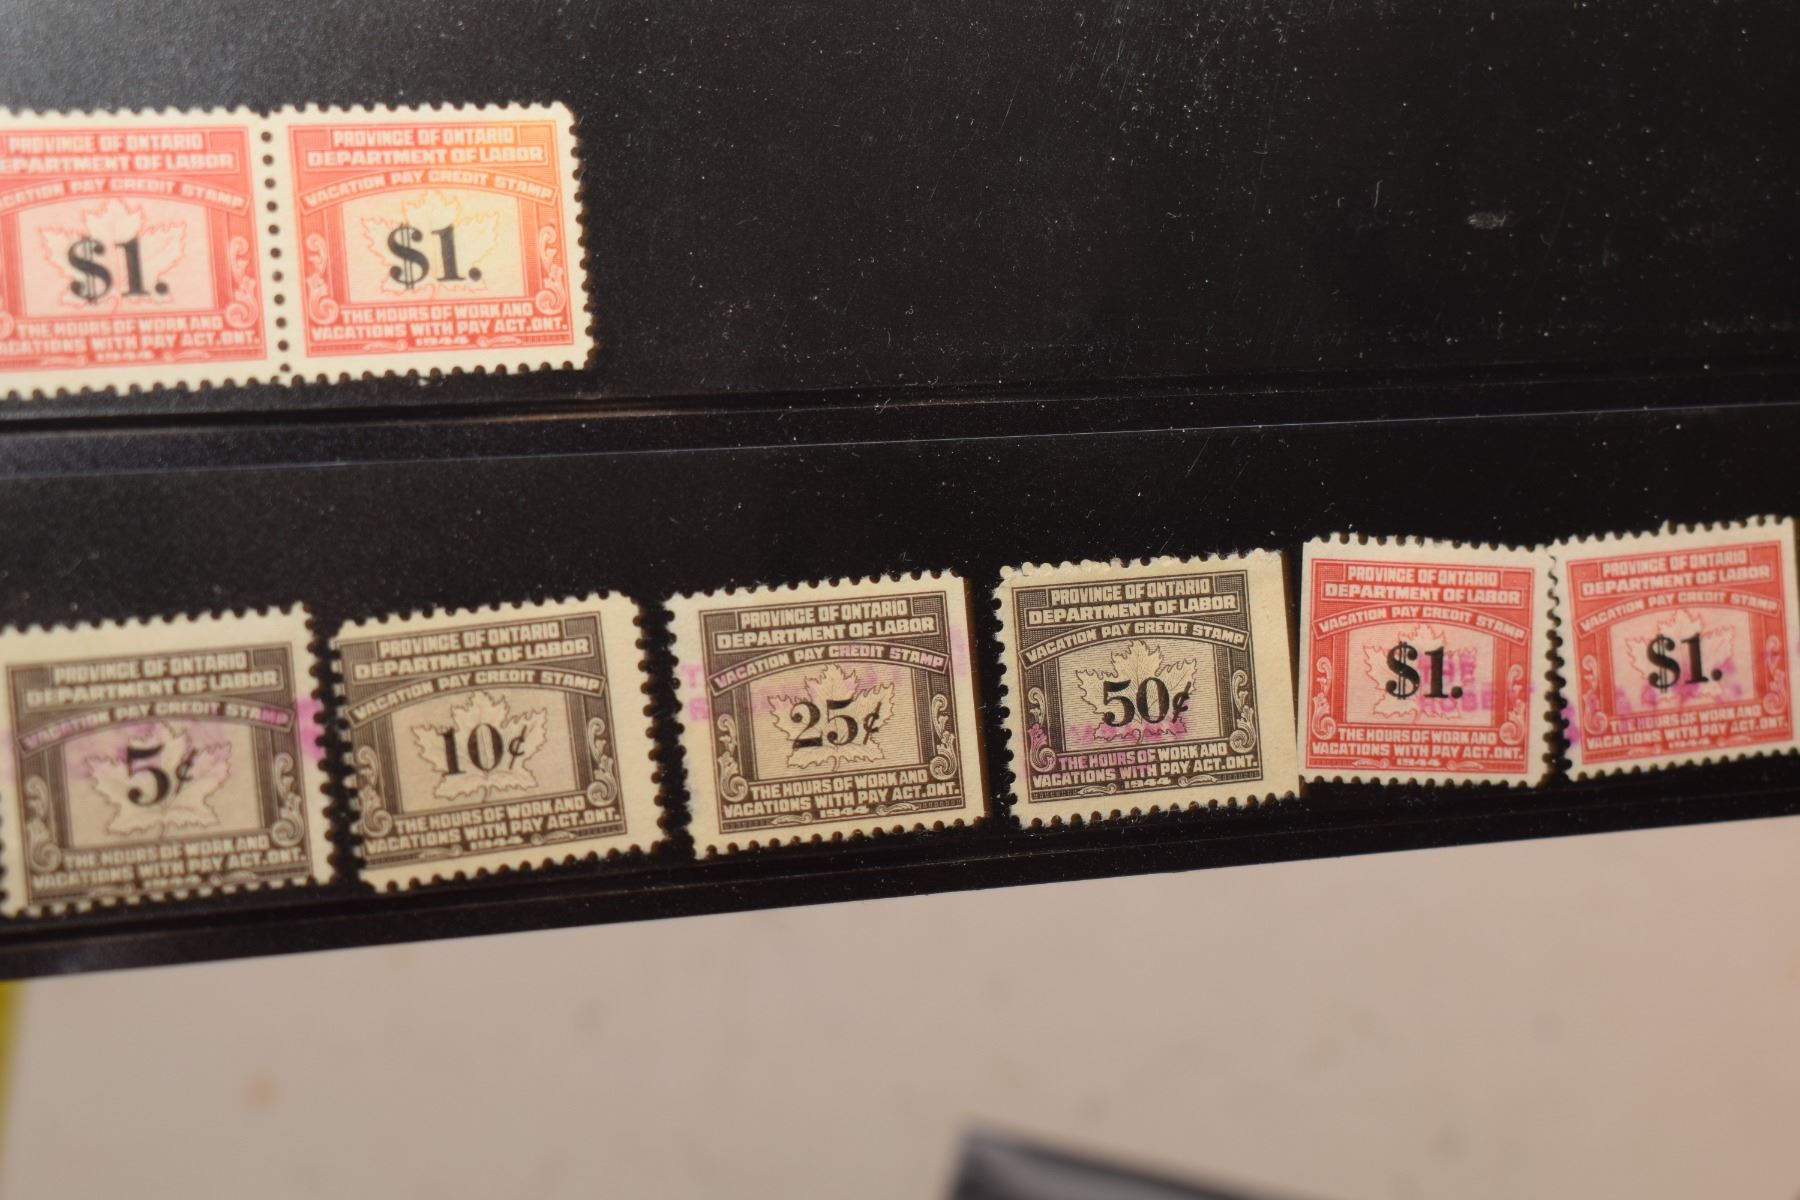 PROVINCE OF ONTARIO
DEPARTMENT OF LABOR
VACATION PAY CREDIT STAMP
$1.
THE HOURS OF WORK AND
VACATIONS WITH PAY ACT. ONT.
1944
PROVINCE OF ONTARIO
DEPARTMENT OF LABOR
VACATION PAY CREDIT STAMP
$1.
THE HOURS OF WORK AND
VACATIONS WITH PAY ACT. ONT.
1944
PROVINCE OF ONTARIO
DEPARTMENT OF LABOR
VACATION PAY CREDIT STAMP
5¢
THE HOURS OF WORK AND
VACATIONS WITH PAY ACT. ONT.
1944
PROVINCE OF ONTARIO
DEPARTMENT OF LABOR
VACATION PAY CREDIT STAMP
10¢
THE HOURS OF WORK AND
VACATIONS WITH PAY ACT. ONT.
1944
PROVINCE OF ONTARIO
DEPARTMENT OF LABOR
VACATION PAY CREDIT STAMP
25¢
THE HOURS OF WORK AND
VACATIONS WITH PAY ACT. ONT.
1944
PROVINCE OF ONTARIO
DEPARTMENT OF LABOR
VACATION PAY CREDIT STAMP
50¢
THE HOURS OF WORK AND
VACATIONS WITH PAY ACT. ONT.
1944
PROVINCE OF ONTARIO
DEPARTMENT OF LABOR
VACATION PAY CREDIT STAMP
$1.
THE HOURS OF WORK AND
VACATIONS WITH PAY ACT. ONT.
1944
PROVINCE OF ONTARIO
DEPARTMENT OF LABOR
VACATION PAY CREDIT STAMP
$1.
THE HOURS OF WORK AND
VACATIONS WITH PAY ACT. ONT.
1944